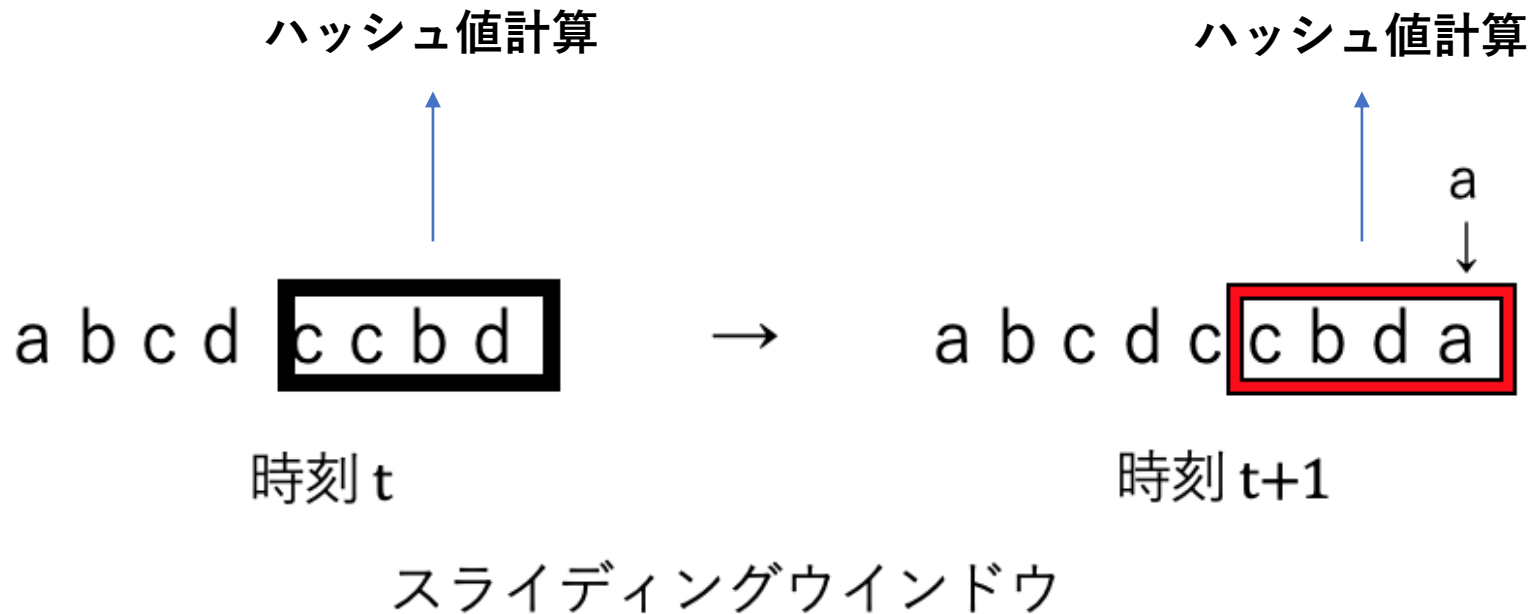 ハッシュ値計算
ハッシュ値計算
a
↓
a b c d c c b d → a b c d c c b d a
時刻 t
時刻 t+1
スライディングウインドウ